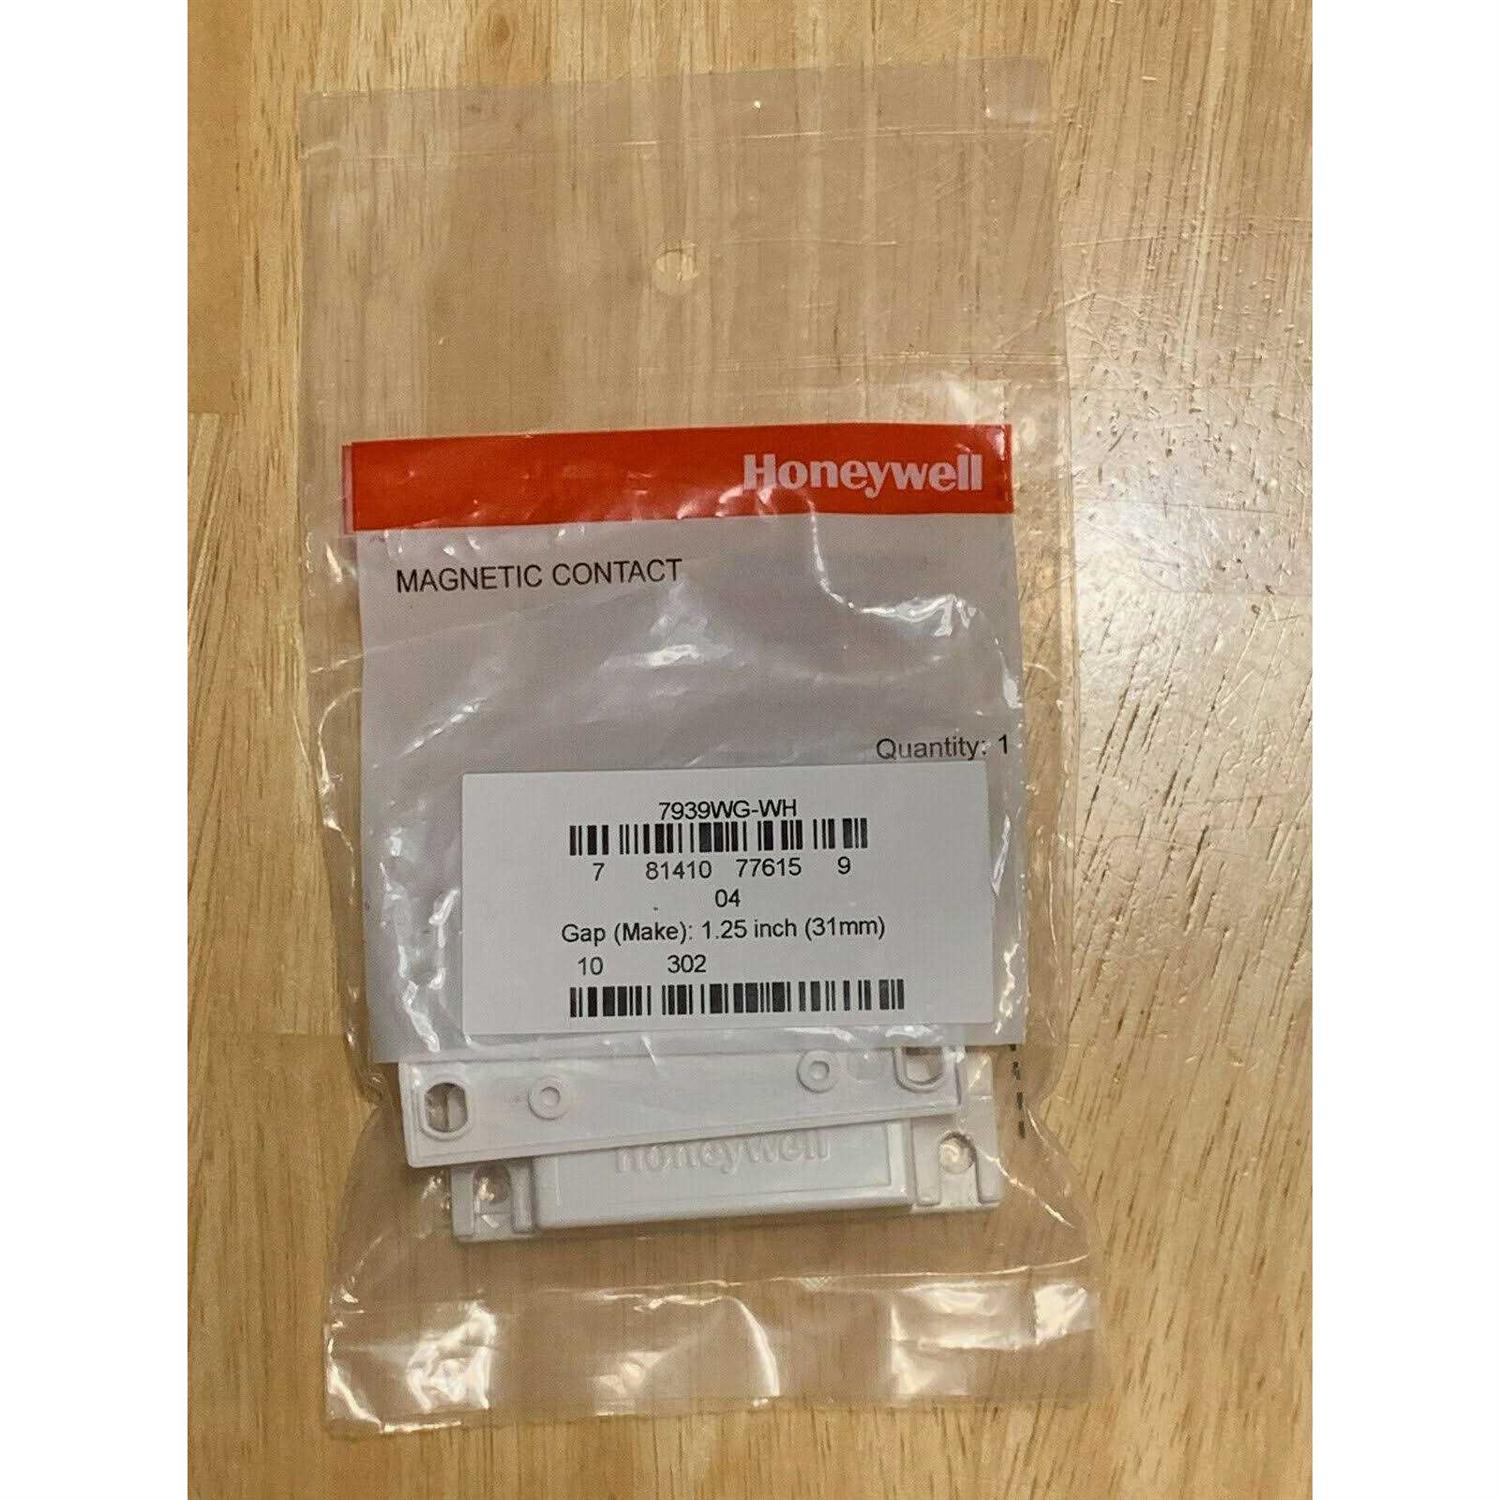 Honeywell
MAGNETIC CONTACT
Quantity: 1
7939WG-WH
7 81410 77615 9
04
Gap (Make): 1.25 inch (31mm)
10 302
Honeywell